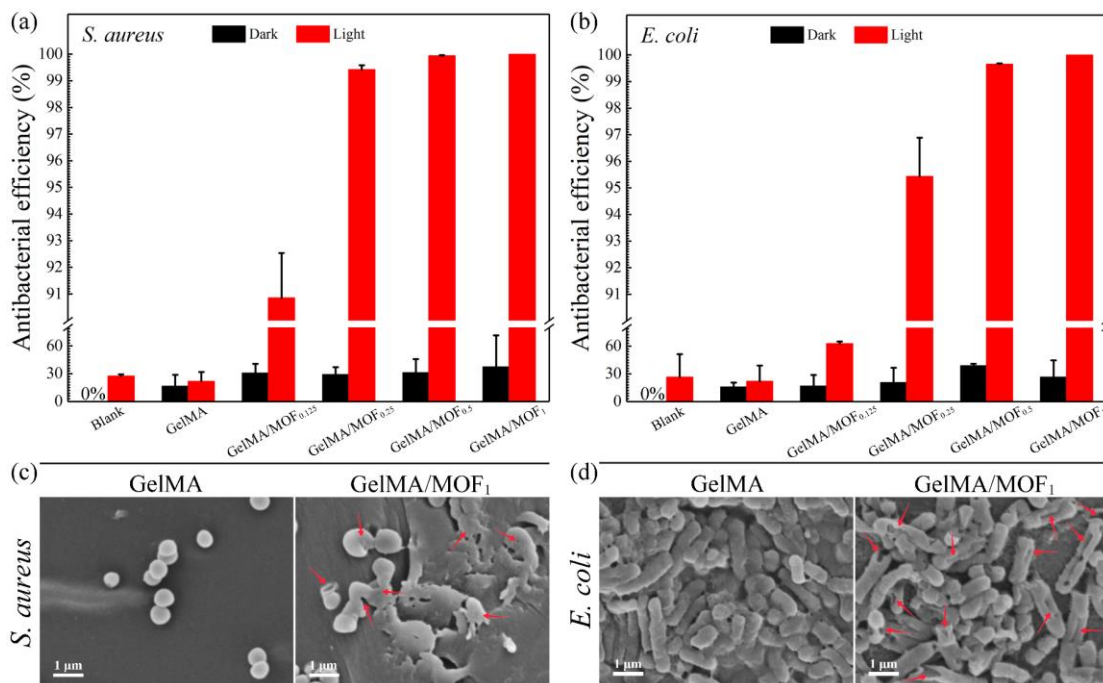 (a)
S. aureus
Dark
Light
Antibacterial efficiency (%)
100
99
98
97
96
95
94
93
92
91
60
30
0
0%
Blank
GelMA
GelMA/MOF0.125
GelMA/MOF0.25
GelMA/MOF0.5
GelMA/MOF1
(b)
E. coli
Dark
Light
Antibacterial efficiency (%)
100
99
98
97
96
95
94
93
92
91
60
30
0
0%
Blank
GelMA
GelMA/MOF0.125
GelMA/MOF0.25
GelMA/MOF0.5
(c)
GelMA
GelMA/MOF1
S. aureus
1 μm
1 μm
(d)
GelMA
GelMA/MOF1
E. coli
1 μm
1 μm